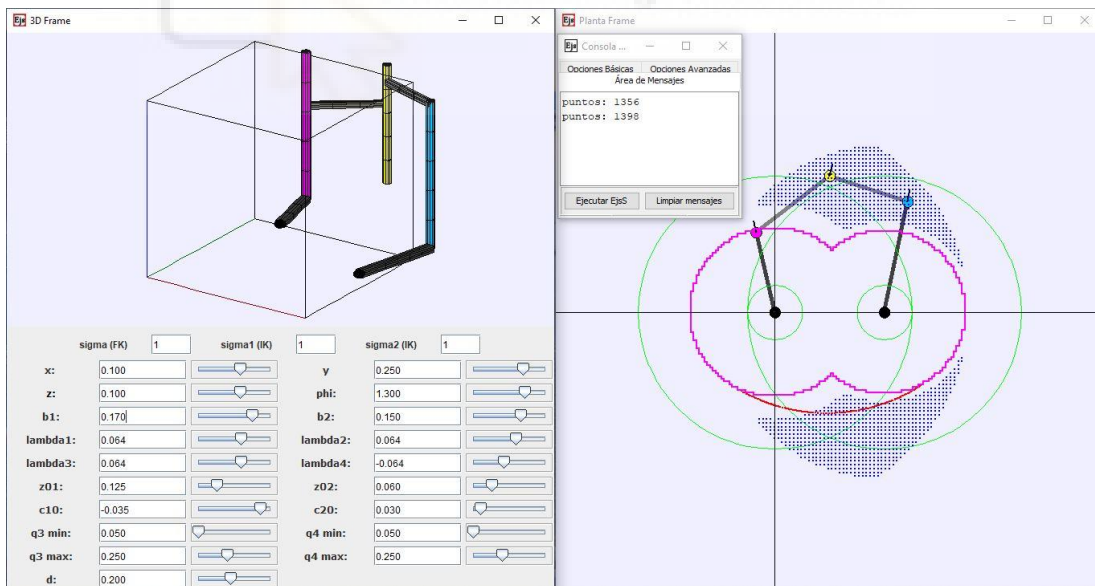 Ejs 3D Frame
sigma (FK) 1 sigma1 (IK) 1 sigma2 (IK) 1
x: 0.100 y 0.250
z: 0.100 phi: 1.300
b1: 0.170 b2: 0.150
lambda1: 0.064 lambda2: 0.064
lambda3: 0.064 lambda4: -0.064
z01: 0.125 z02: 0.060
c10: -0.035 c20: 0.030
q3 min: 0.050 q4 min: 0.050
q3 max: 0.250 q4 max: 0.250
d: 0.200
Ejs Planta Frame
Ejs Consola ...
Opciones Básicas Opciones Avanzadas
Área de Mensajes
puntos: 1356
puntos: 1398
Ejecutar EjsS Limpiar mensajes